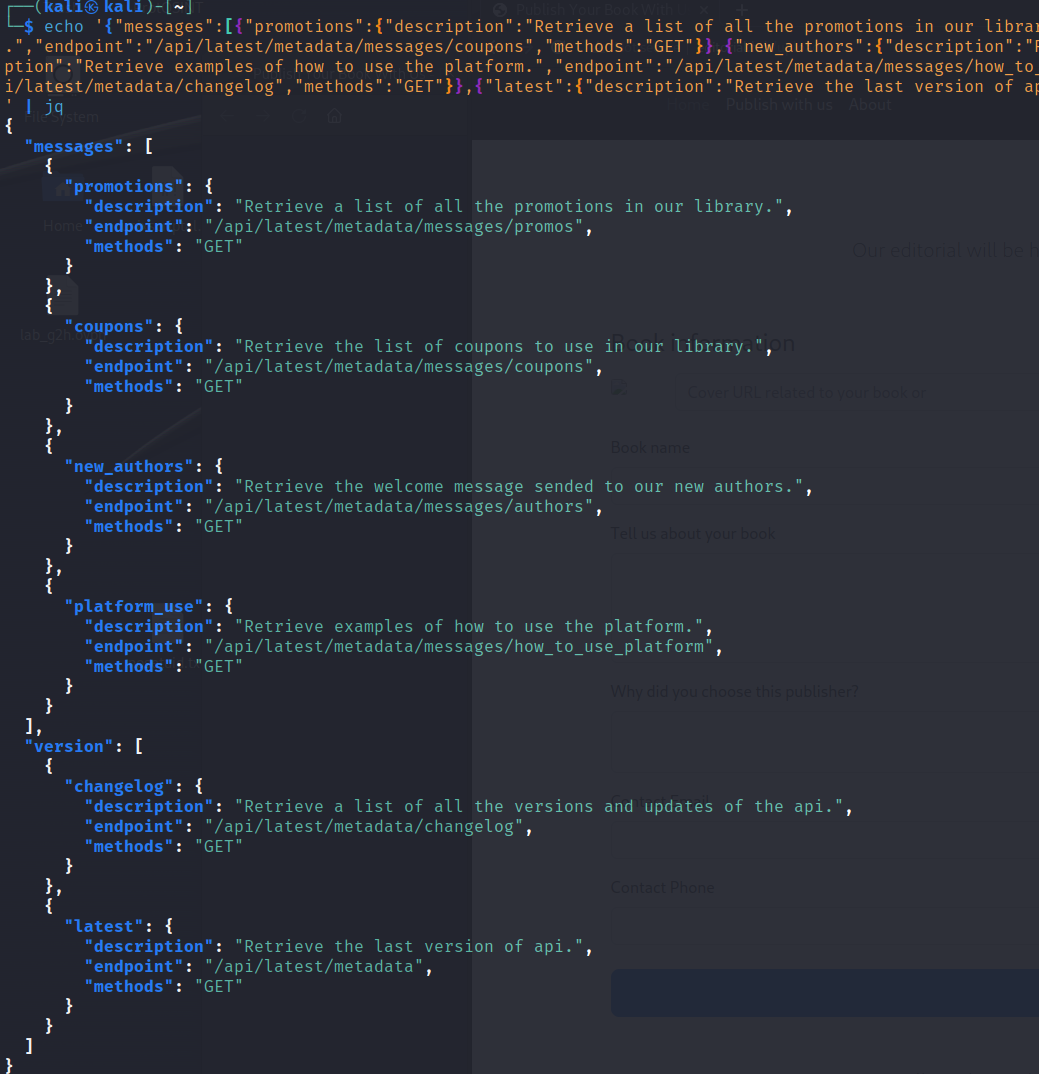 ┌──(kali㉿kali)-[~]
└─$ echo '{"messages":[{"promotions":{"description":"Retrieve a list of all the promotions in our librar
.","endpoint":"/api/latest/metadata/messages/coupons","methods":"GET"}},{"new_authors":{"description":"
ption":"Retrieve examples of how to use the platform.","endpoint":"/api/latest/metadata/messages/how_to_
i/latest/metadata/changelog","methods":"GET"}},{"latest":{"description":"Retrieve the last version of ap
' | jq
{
  "messages": [
    {
      "promotions": {
        "description": "Retrieve a list of all the promotions in our library.",
        "endpoint": "/api/latest/metadata/messages/promos",
        "methods": "GET"
      }
    },
    {
      "coupons": {
        "description": "Retrieve the list of coupons to use in our library.",
        "endpoint": "/api/latest/metadata/messages/coupons",
        "methods": "GET"
      }
    },
    {
      "new_authors": {
        "description": "Retrieve the welcome message sended to our new authors.",
        "endpoint": "/api/latest/metadata/messages/authors",
        "methods": "GET"
      }
    },
    {
      "platform_use": {
        "description": "Retrieve examples of how to use the platform.",
        "endpoint": "/api/latest/metadata/messages/how_to_use_platform",
        "methods": "GET"
      }
    }
  ],
  "version": [
    {
      "changelog": {
        "description": "Retrieve a list of all the versions and updates of the api.",
        "endpoint": "/api/latest/metadata/changelog",
        "methods": "GET"
      }
    },
    {
      "latest": {
        "description": "Retrieve the last version of api.",
        "endpoint": "/api/latest/metadata",
        "methods": "GET"
      }
    }
  ]
}
Publish Your Book With
Home Publish with us About
File System
Home
Our editorial will be
Book information
Cover URL related to your book or
Book name
Tell us about your book
Why did you choose this publisher?
Contact Phone